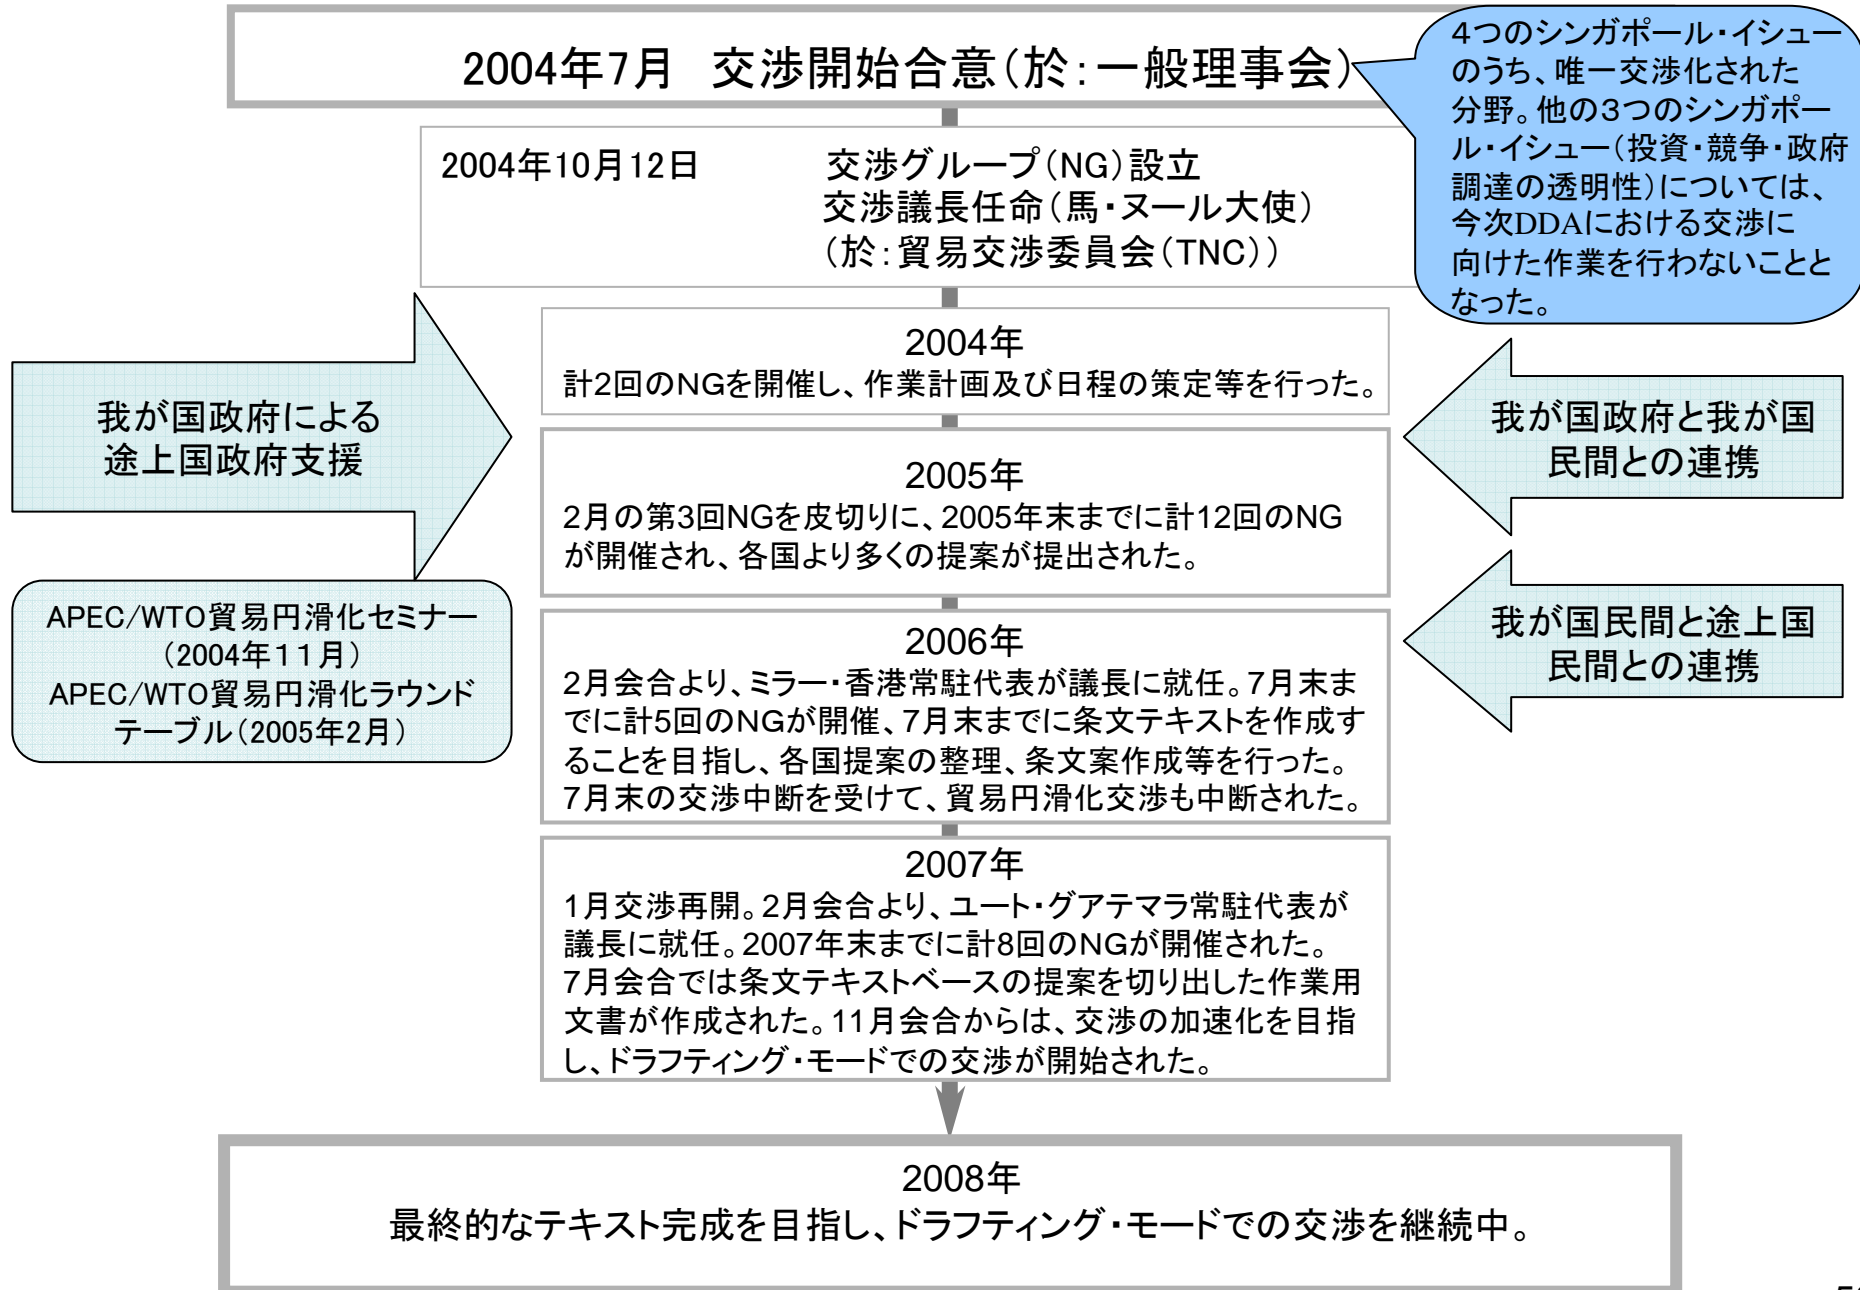 2004年7月　交渉開始合意（於：一般理事会）
4つのシンガポール・イシュー
のうち、唯一交渉化された
分野。他の3つのシンガポー
ル・イシュー（投資・競争・政府
調達の透明性）については、
今次DDAにおける交渉に
向けた作業を行わないことと
なった。
2004年10月12日　交渉グループ（NG）設立
交渉議長任命（馬・ヌール大使）
（於：貿易交渉委員会（TNC））
2004年
計2回のNGを開催し、作業計画及び日程の策定等を行った。
我が国政府による
途上国政府支援
我が国政府と我が国
民間との連携
2005年
2月の第3回NGを皮切りに、2005年末までに計12回のNG
が開催され、各国より多くの提案が提出された。
APEC/WTO貿易円滑化セミナー
（2004年11月）
APEC/WTO貿易円滑化ラウンド
テーブル（2005年2月）
我が国民間と途上国
民間との連携
2006年
2月会合より、ミラー・香港常駐代表が議長に就任。7月末ま
でに計5回のNGが開催、7月末までに条文テキストを作成す
ることを目指し、各国提案の整理、条文案作成等を行った。
7月末の交渉中断を受けて、貿易円滑化交渉も中断された。
2007年
1月交渉再開。2月会合より、ユート・グアテマラ常駐代表が
議長に就任。2007年末までに計8回のNGが開催された。
7月会合では条文テキストベースの提案を切り出した作業用
文書が作成された。11月会合からは、交渉の加速化を目指
し、ドラフティング・モードでの交渉が開始された。
2008年
最終的なテキスト完成を目指し、ドラフティング・モードでの交渉を継続中。